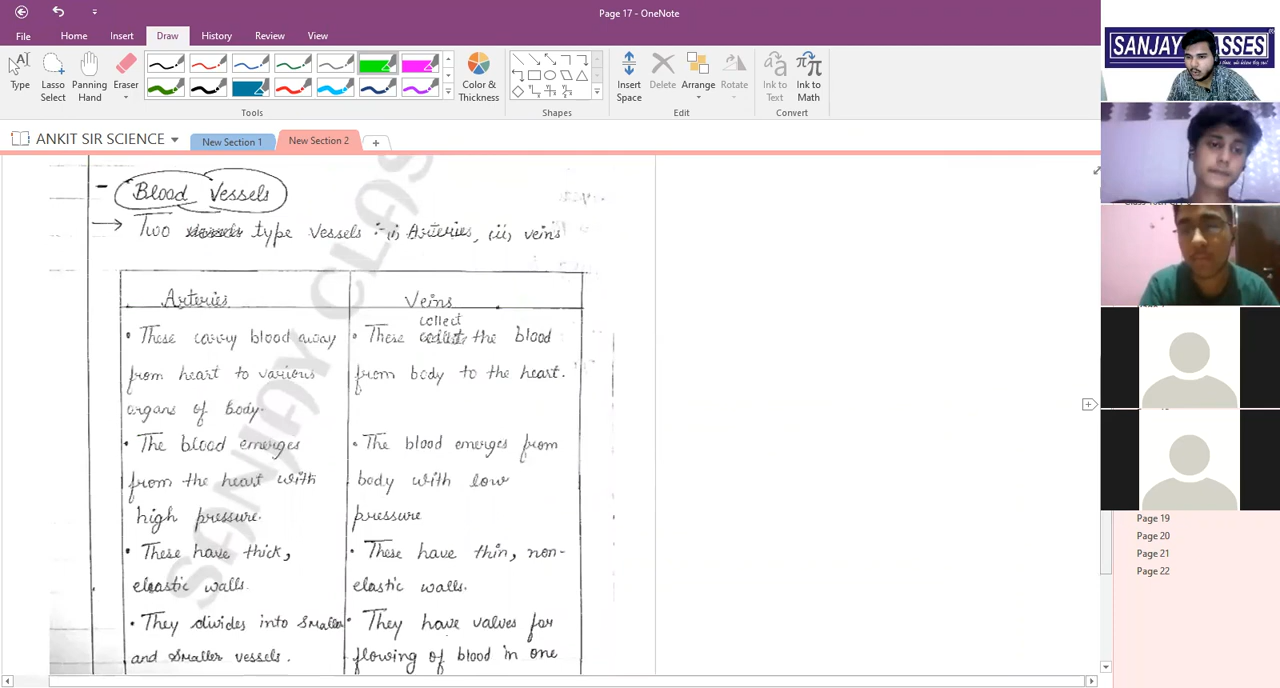 Page 17 - OneNote
File Home Insert Draw History Review View
Type
Lasso Select
Panning Hand
Eraser
Color & Thickness
Insert Space
Delete
Arrange
Rotate
Ink to Text
Ink to Math
Tools
Shapes
Edit
Convert
ANKIT SIR SCIENCE
New Section 1
New Section 2
SANJAY CLASSES
- Blood Vessels
→ Two type vessels :- (i) Arteries, (ii) veins
Arteries
• These carry blood away
from heart to various
organs of body.
• The blood emerges
from the heart with
high pressure.
• These have thick,
elastic walls.
• They divides into smaller
and smaller vessels.
Veins
collect
• These the blood
from body to the heart.
• The blood emerges from
body with low
pressure
• These have thin, non-
elastic walls.
• They have valves for
flowing of blood in one
SANJAY CLAS
Page 19
Page 20
Page 21
Page 22